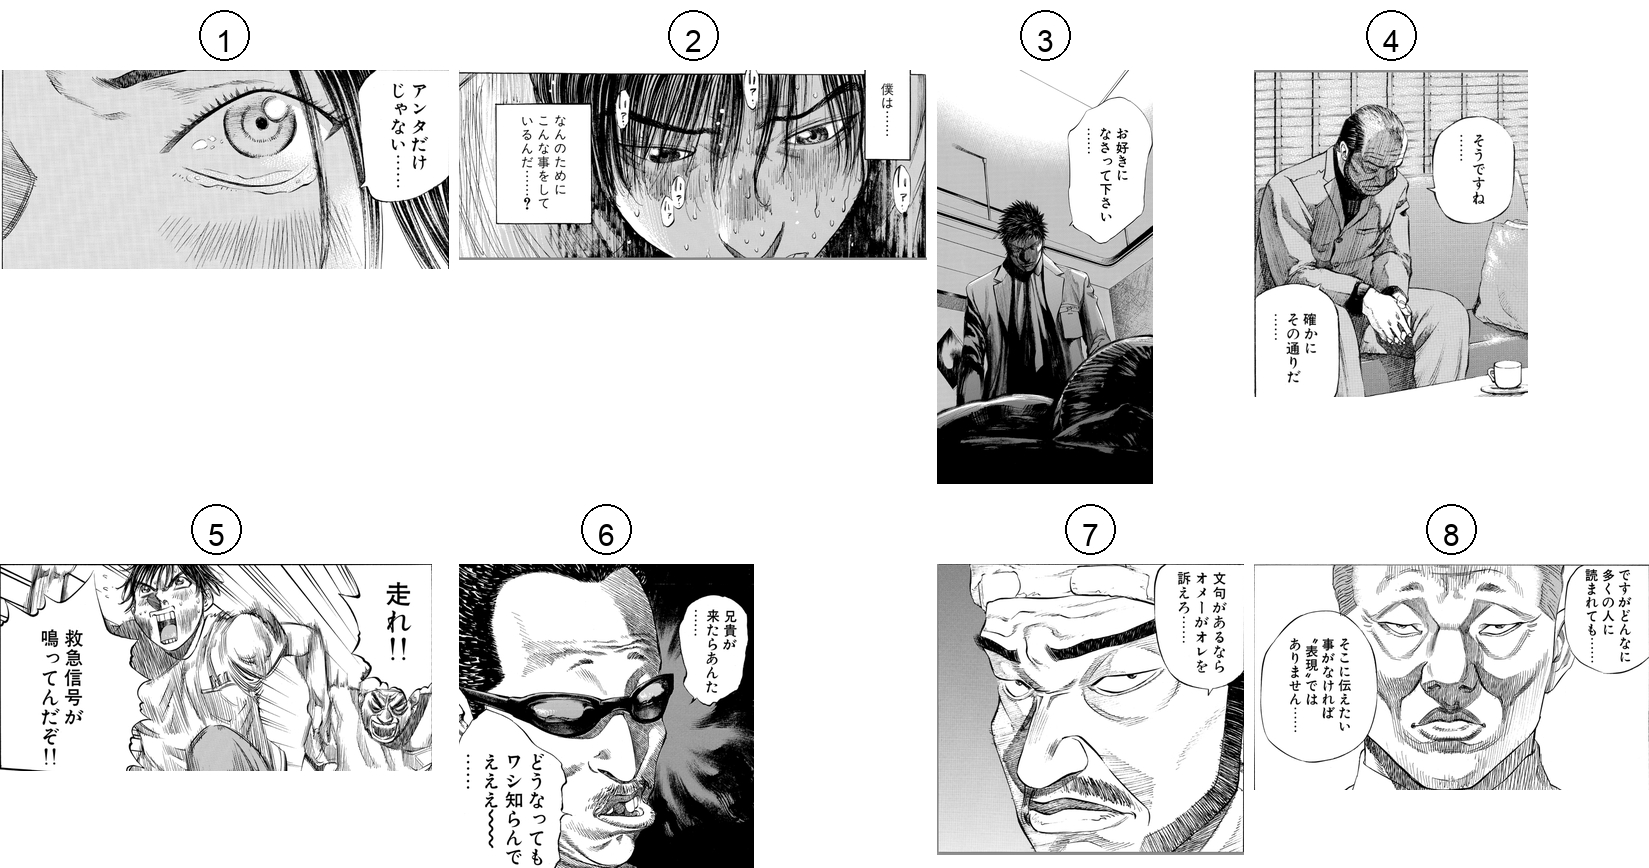 1
アンタだけ
じゃない……
2
僕は……
なんのために
こんな事をして
いるんだ……?
3
お好きに
なさって下さい
……
4
そうですね
……
確かに
その通りだ
……
5
走れ!!
救急信号が
鳴ってんだぞ!!
6
兄貴が
来たらあんた
……
どうなっても
ワシ知らんで
えええ〜〜〜
……
7
文句があるなら
オメーがオレを
訴えろ……
8
ですがどんなに
多くの人に
読まれても……
そこに伝えたい
事がなければ
〝表現〟では
ありません……